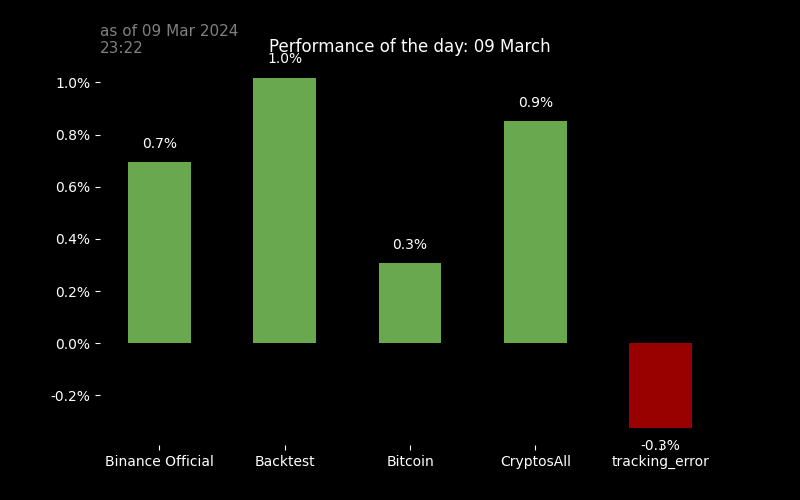 as of 09 Mar 2024
23:22
Performance of the day: 09 March
1.0%
1.0%
0.9%
0.8%
0.7%
0.6%
0.4%
0.3%
0.2%
0.0%
-0.2%
-0.3%
Binance Official
Backtest
Bitcoin
CryptosAll
tracking_error